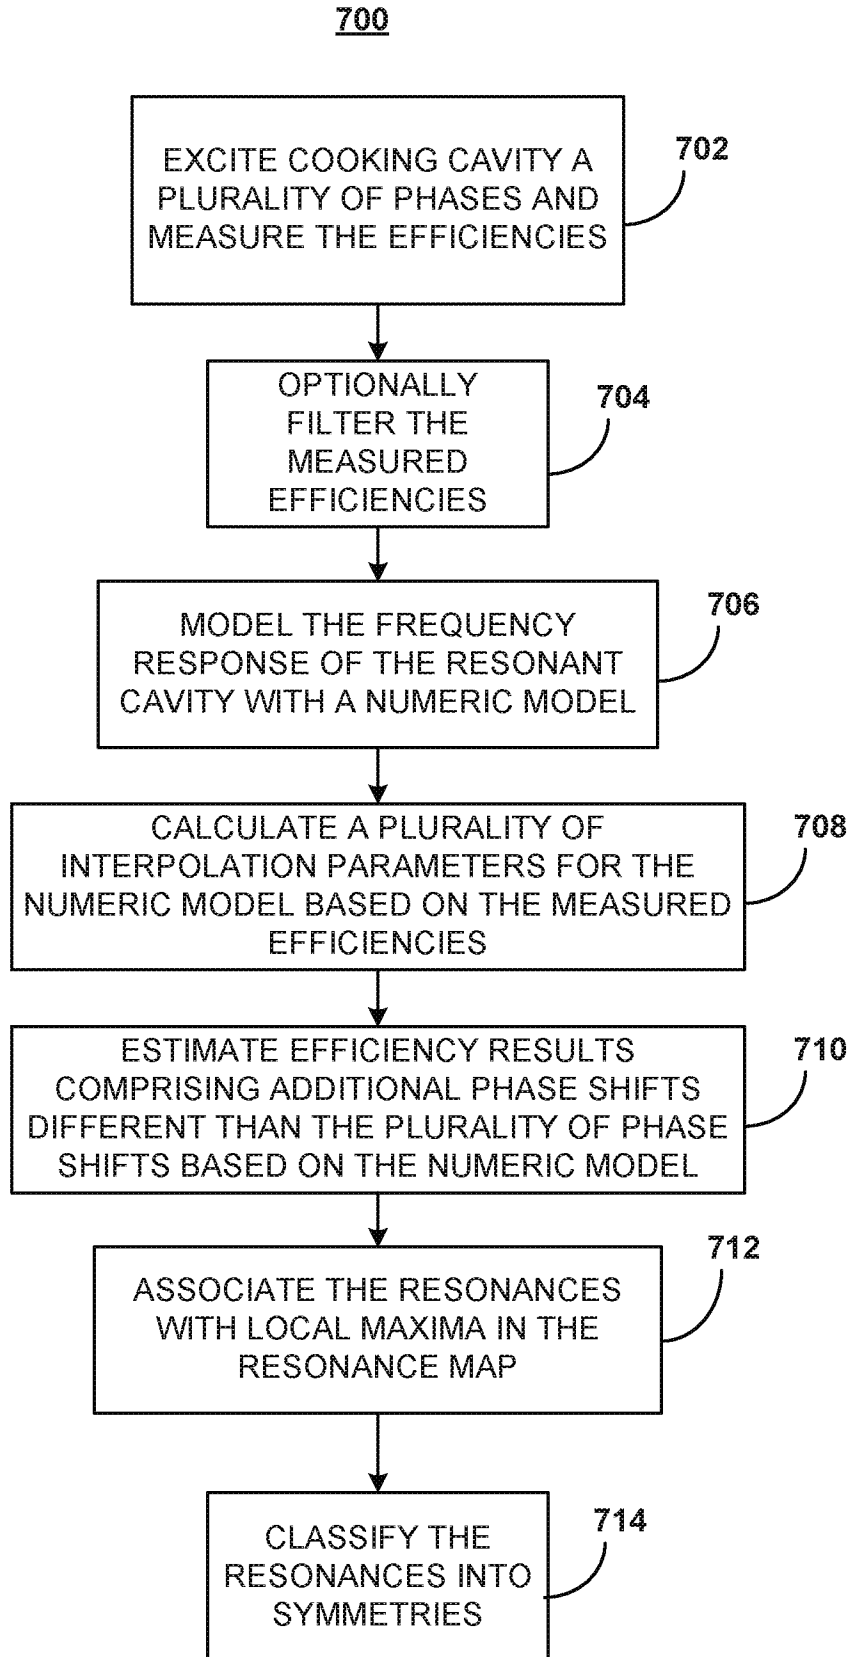 700
EXCITE COOKING CAVITY A
PLURALITY OF PHASES AND
MEASURE THE EFFICIENCIES
702
OPTIONALLY
FILTER THE
MEASURED
EFFICIENCIES
704
MODEL THE FREQUENCY
RESPONSE OF THE RESONANT
CAVITY WITH A NUMERIC MODEL
706
CALCULATE A PLURALITY OF
INTERPOLATION PARAMETERS FOR THE
NUMERIC MODEL BASED ON THE MEASURED
EFFICIENCIES
708
ESTIMATE EFFICIENCY RESULTS
COMPRISING ADDITIONAL PHASE SHIFTS
DIFFERENT THAN THE PLURALITY OF PHASE
SHIFTS BASED ON THE NUMERIC MODEL
710
ASSOCIATE THE RESONANCES
WITH LOCAL MAXIMA IN THE
RESONANCE MAP
712
CLASSIFY THE
RESONANCES INTO
SYMMETRIES
714